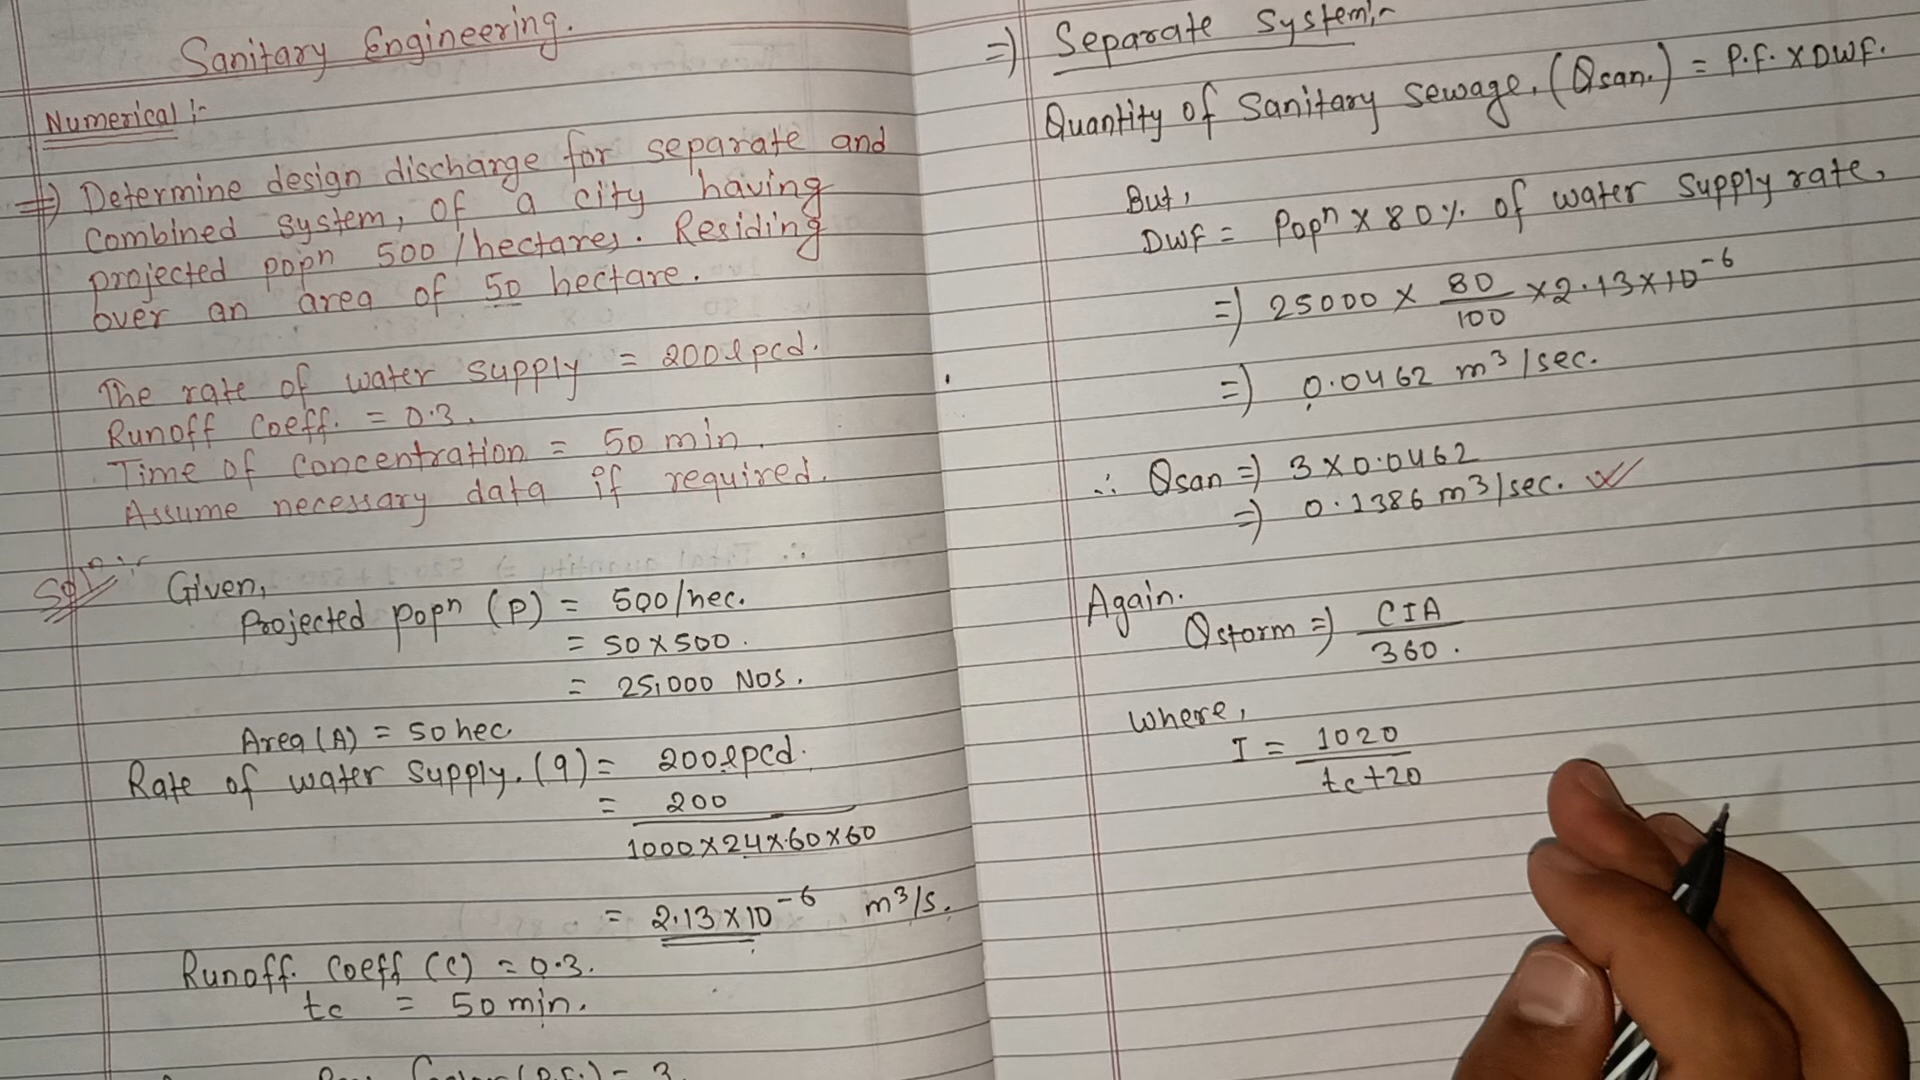 Sanitary Engineering.
Numerical :-
=) Determine design discharge for separate and
Combined system, of a city having
projected popn 500/hectares. Residing
over an area of 50 hectare.
The rate of water supply = 200lpcd.
Runoff Coeff. = 0.3.
Time of Concentration = 50 min.
Assume necessary data if required.
Soln :-
Given,
Projected popn (P) = 500/hec.
= 50 x 500.
= 25,000 Nos.
Area (A) = 50 hec.
Rate of water supply. (q) = 200lpcd.
= 200
1000 x 24 x 60 x 60
= 2.13 x 10⁻⁶ m³/s.
Runoff. Coeff (C) = 0.3.
tc = 50 min.
(P.F.) = 3.
=) Separate System:-
Quantity of Sanitary sewage. (Qsan.) = P.F. x DWF.
But,
DWF = Popn x 80% of water supply rate.
=) 25000 x 80/100 x 2.13 x 10⁻⁶
=) 0.0462 m³/sec.
∴ Qsan =) 3 x 0.0462
=) 0.1386 m³/sec.
Again.
Qstorm =) CIA
360.
where,
I = 1020
tc+20